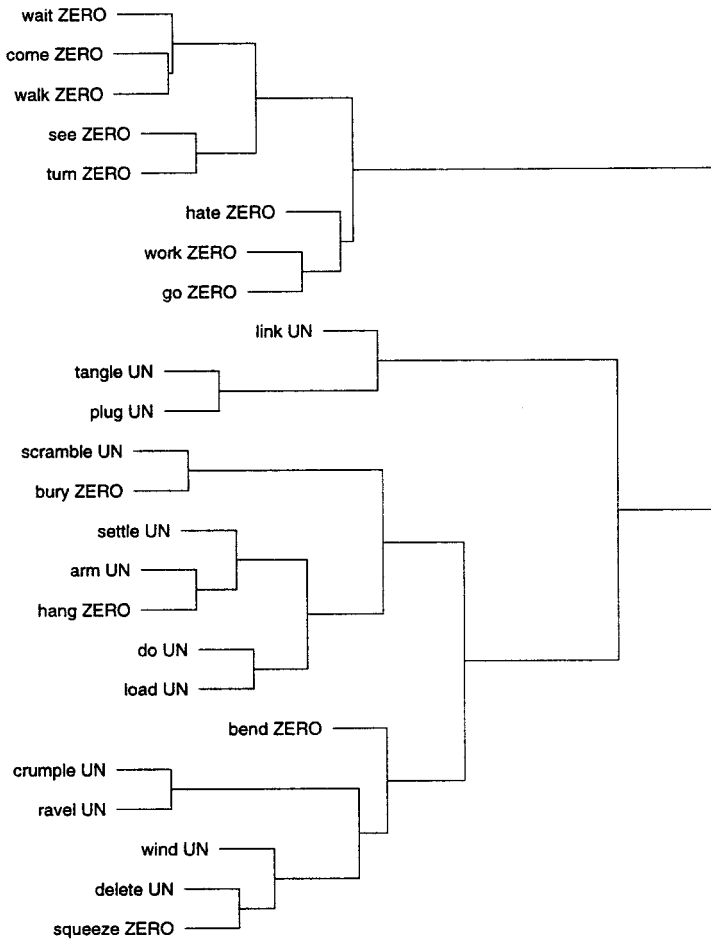 wait ZERO
come ZERO
walk ZERO
see ZERO
turn ZERO
hate ZERO
work ZERO
go ZERO
link UN
tangle UN
plug UN
scramble UN
bury ZERO
settle UN
arm UN
hang ZERO
do UN
load UN
bend ZERO
crumple UN
ravel UN
wind UN
delete UN
squeeze ZERO